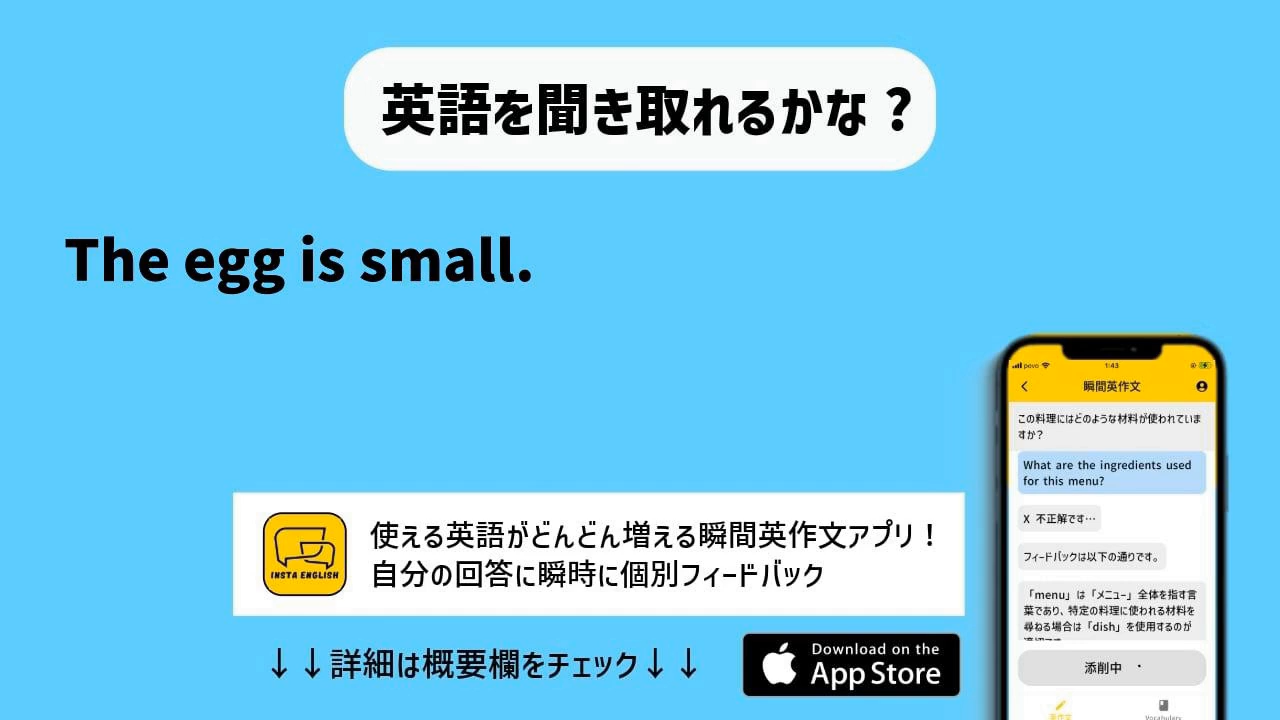 英語を聞き取れるかな？
The egg is small.
povo
1:43
瞬間英作文
この料理にはどのような材料が使われていま
すか？
What are the ingredients used
for this menu?
X 不正解です…
フィードバックは以下の通りです。
「menu」は「メニュー」全体を指す言
葉であり、特定の料理に使われる材料を
尋ねる場合は「dish」を使用するのが
添削中
英作文
Vocabulary
INSTA ENGLISH
使える英語がどんどん増える瞬間英作文アプリ！
自分の回答に瞬時に個別フィードバック
↓↓詳細は概要欄をチェック↓↓
Download on the
App Store